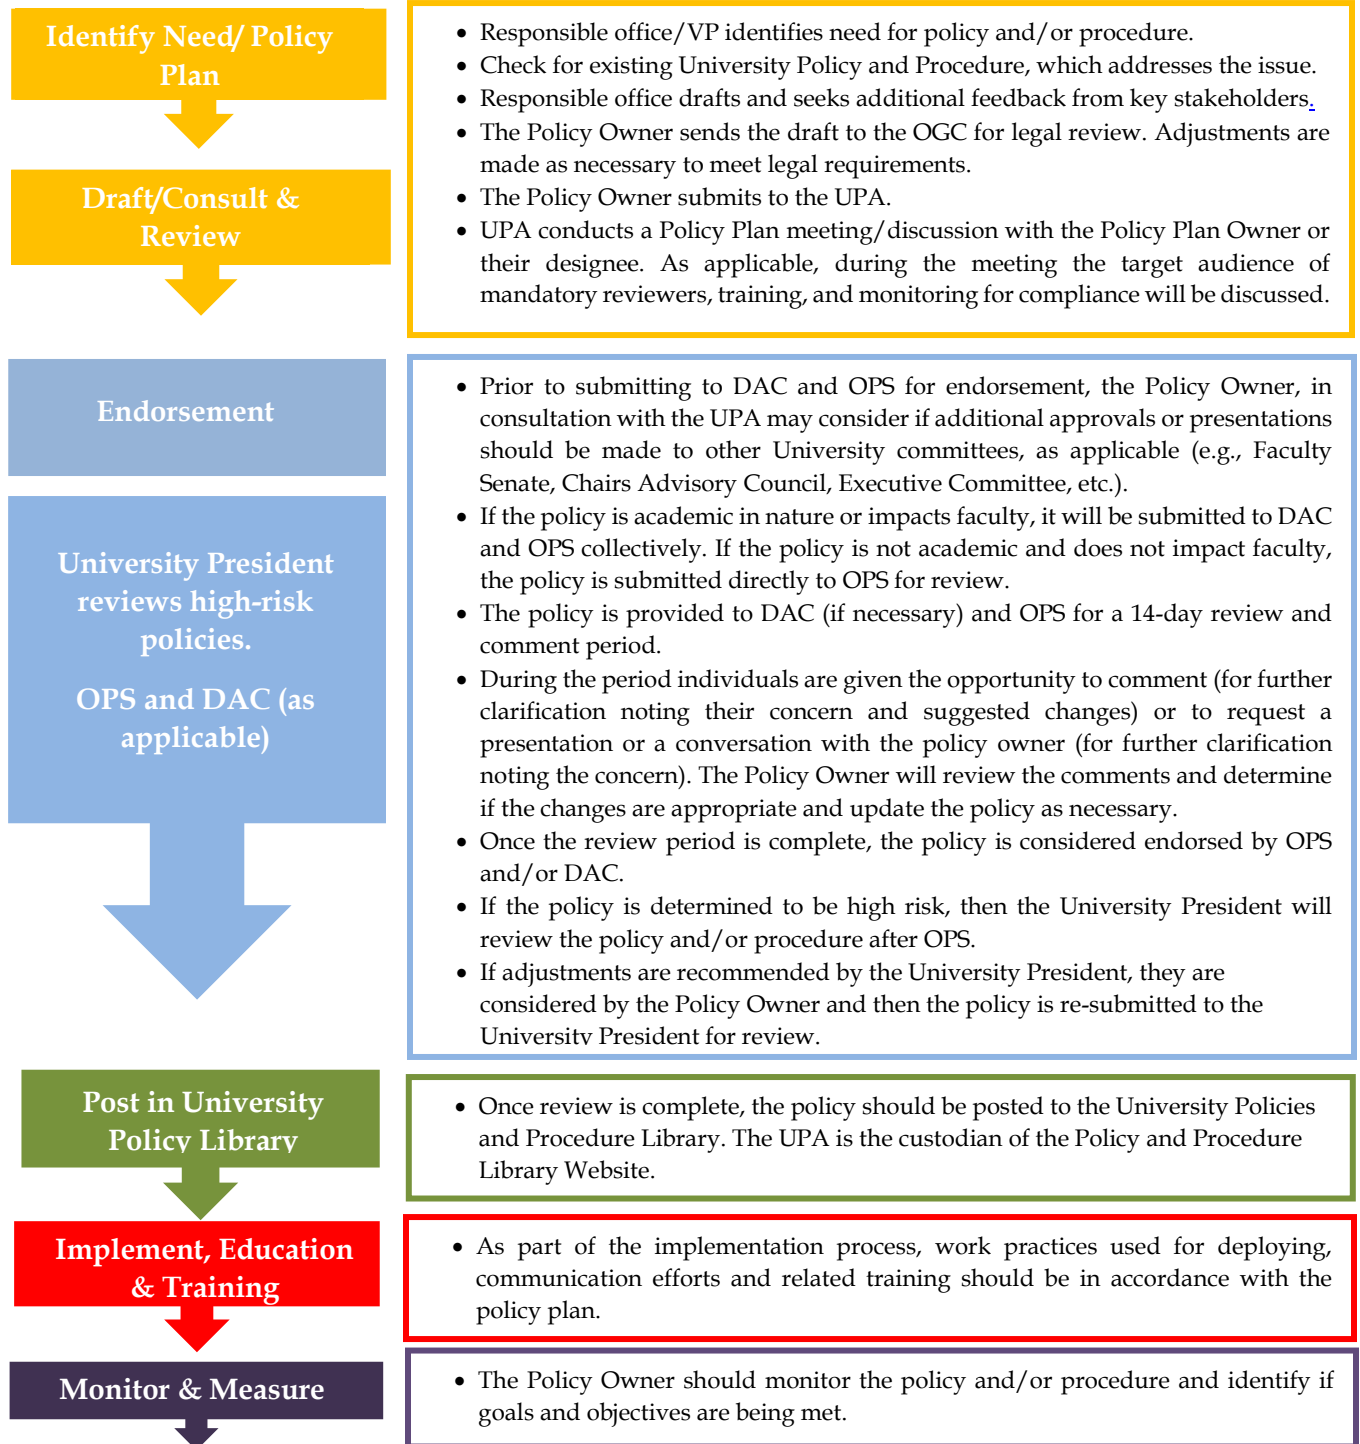 Identify Need/ Policy
Plan
Draft/Consult &
Review
• Responsible office/VP identifies need for policy and/or procedure.
• Check for existing University Policy and Procedure, which addresses the issue.
• Responsible office drafts and seeks additional feedback from key stakeholders.
• The Policy Owner sends the draft to the OGC for legal review. Adjustments are
made as necessary to meet legal requirements.
• The Policy Owner submits to the UPA.
• UPA conducts a Policy Plan meeting/discussion with the Policy Plan Owner or
their designee. As applicable, during the meeting the target audience of
mandatory reviewers, training, and monitoring for compliance will be discussed.
Endorsement
University President
reviews high-risk
policies.
OPS and DAC (as
applicable)
• Prior to submitting to DAC and OPS for endorsement, the Policy Owner, in
consultation with the UPA may consider if additional approvals or presentations
should be made to other University committees, as applicable (e.g., Faculty
Senate, Chairs Advisory Council, Executive Committee, etc.).
• If the policy is academic in nature or impacts faculty, it will be submitted to DAC
and OPS collectively. If the policy is not academic and does not impact faculty,
the policy is submitted directly to OPS for review.
• The policy is provided to DAC (if necessary) and OPS for a 14-day review and
comment period.
• During the period individuals are given the opportunity to comment (for further
clarification noting their concern and suggested changes) or to request a
presentation or a conversation with the policy owner (for further clarification
noting the concern). The Policy Owner will review the comments and determine
if the changes are appropriate and update the policy as necessary.
• Once the review period is complete, the policy is considered endorsed by OPS
and/or DAC.
• If the policy is determined to be high risk, then the University President will
review the policy and/or procedure after OPS.
• If adjustments are recommended by the University President, they are
considered by the Policy Owner and then the policy is re-submitted to the
University President for review.
Post in University
Policy Library
• Once review is complete, the policy should be posted to the University Policies
and Procedure Library. The UPA is the custodian of the Policy and Procedure
Library Website.
Implement, Education
& Training
• As part of the implementation process, work practices used for deploying,
communication efforts and related training should be in accordance with the
policy plan.
Monitor & Measure
• The Policy Owner should monitor the policy and/or procedure and identify if
goals and objectives are being met.